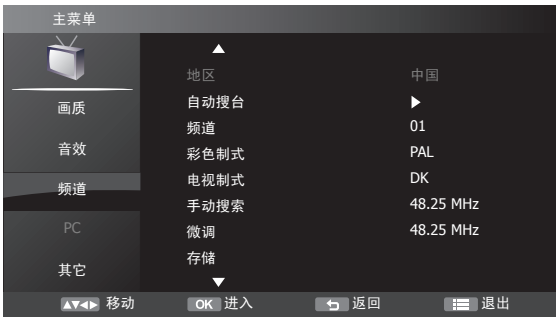 主菜单
画质
音效
频道
PC
其它
地区 中国
自动搜台
频道 01
彩色制式 PAL
电视制式 DK
手动搜索 48.25 MHz
微调 48.25 MHz
存储
移动 OK 进入 返回 退出